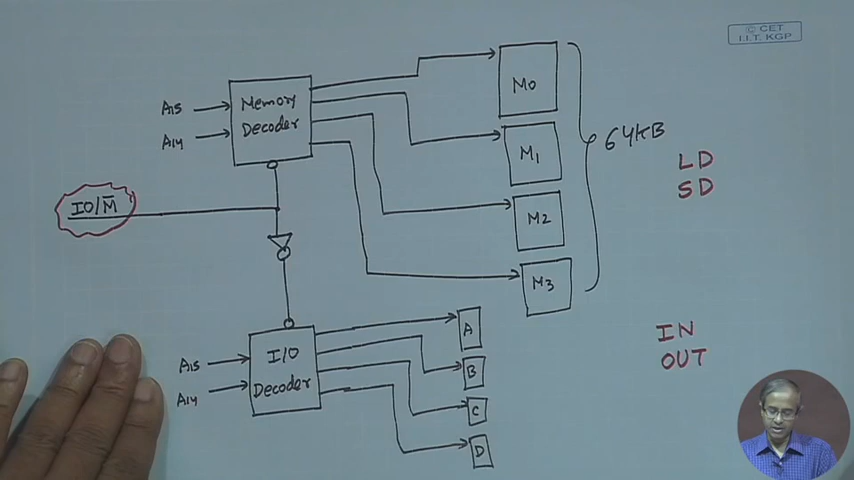 © CET
I.I.T. KGP
Memory
Decoder
A15
A14
IO/M̅
M0
M1
M2
M3
64KB
LD
SD
I/O
Decoder
A15
A14
A
B
C
D
IN
OUT